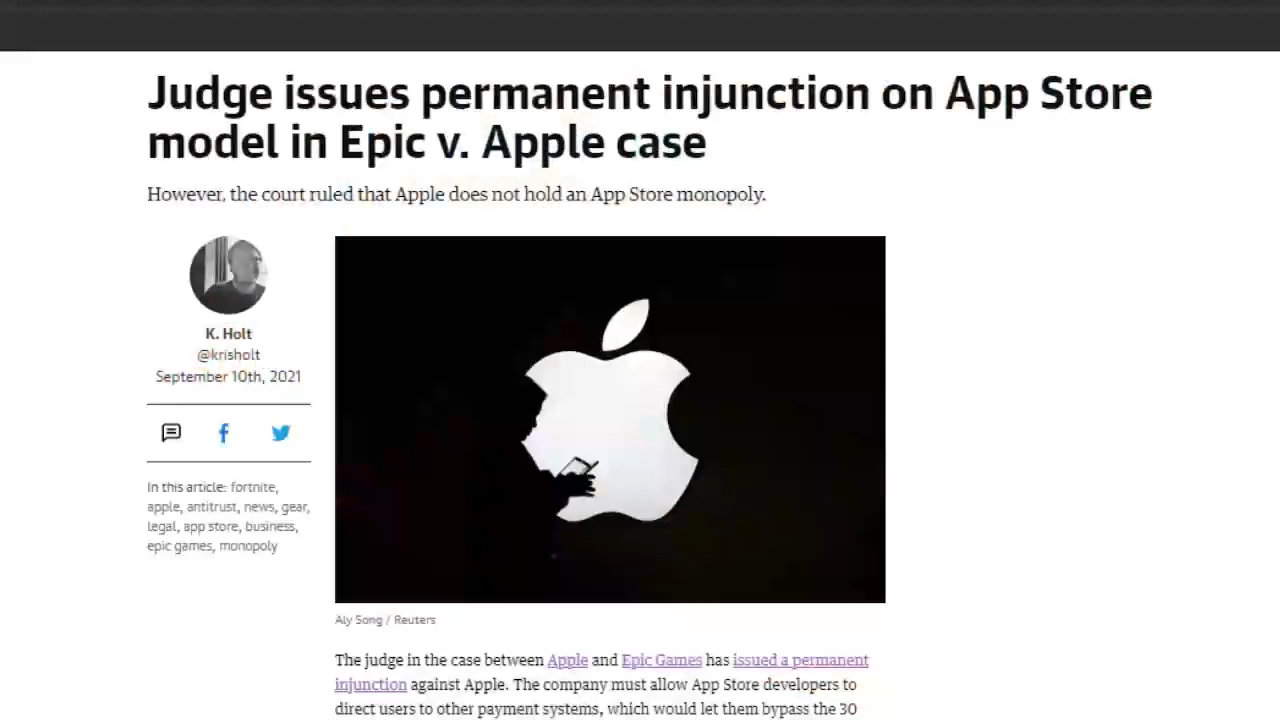 Judge issues permanent injunction on App Store
model in Epic v. Apple case
However, the court ruled that Apple does not hold an App Store monopoly.
K. Holt
@krisholt
September 10th, 2021
In this article: fortnite,
apple, antitrust, news, gear,
legal, app store, business,
epic games, monopoly
Aly Song / Reuters
The judge in the case between Apple and Epic Games has issued a permanent
injunction against Apple. The company must allow App Store developers to
direct users to other payment systems, which would let them bypass the 30